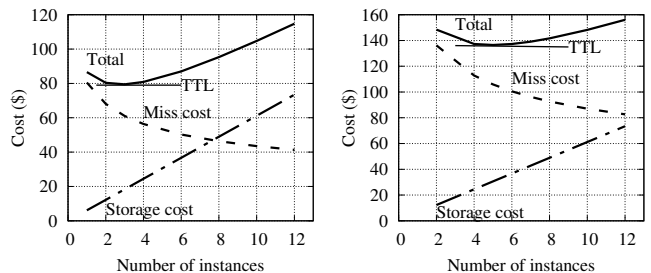 120
100
80
60
40
20
0
Cost ($)
Total
TTL
Miss cost
Storage cost
0 2 4 6 8 10 12
Number of instances
160
140
120
100
80
60
40
20
0
Cost ($)
Total
TTL
Miss cost
Storage cost
0 2 4 6 8 10 12
Number of instances